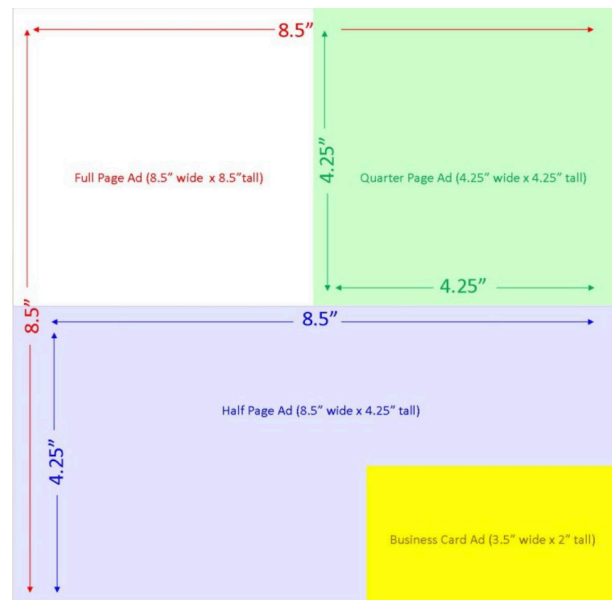 8.5”
Full Page Ad (8.5” wide  x 8.5”tall)
4.25”
Quarter Page Ad (4.25” wide x 4.25” tall)
4.25”
8.5”
8.5”
Half Page Ad (8.5” wide x 4.25” tall)
4.25”
Business Card Ad (3.5” wide x 2” tall)